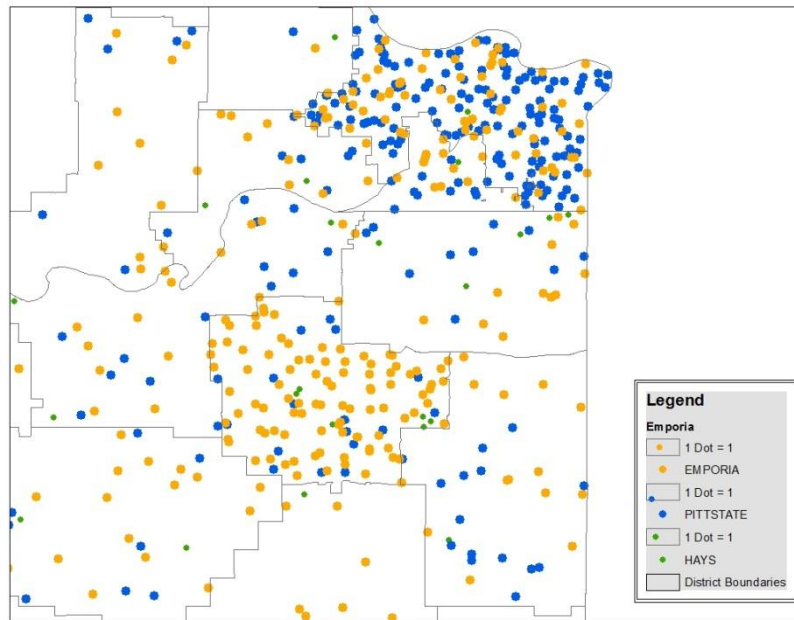 Legend
Emporia
1 Dot = 1
EMPORIA
1 Dot = 1
PITTSTATE
1 Dot = 1
HAYS
District Boundaries